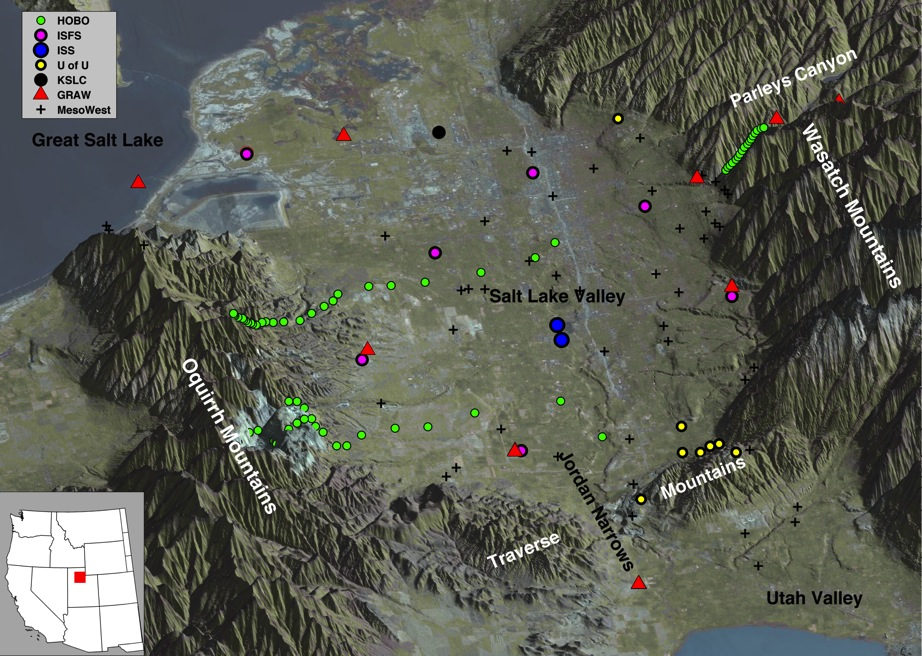 HOBO
ISFS
ISS
U of U
KSLC
GRAW
MesoWest
Great Salt Lake
Parleys Canyon
Wasatch Mountains
Salt Lake Valley
Oquirrh Mountains
Jordan Narrows
Traverse
Mountains
Utah Valley